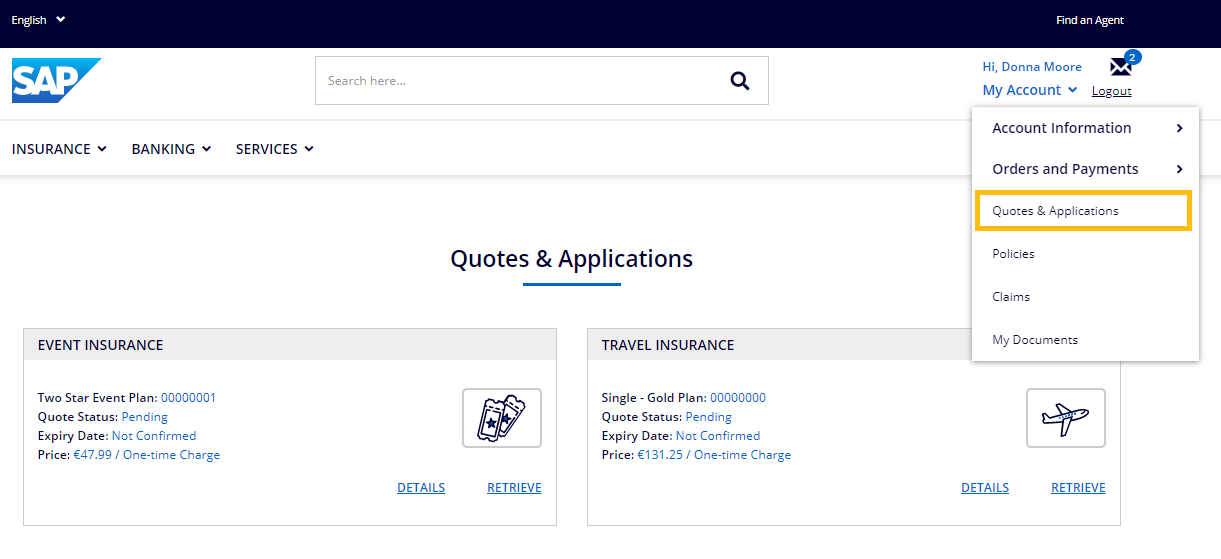 English
Find an Agent
SAP
Search here...
Hi, Donna Moore
2
My Account
Logout
Account Information
Orders and Payments
Quotes & Applications
Policies
Claims
My Documents
INSURANCE
BANKING
SERVICES
Quotes & Applications
EVENT INSURANCE
Two Star Event Plan: 00000001
Quote Status: Pending
Expiry Date: Not Confirmed
Price: €47.99 / One-time Charge
DETAILS
RETRIEVE
TRAVEL INSURANCE
Single - Gold Plan: 00000000
Quote Status: Pending
Expiry Date: Not Confirmed
Price: €131.25 / One-time Charge
DETAILS
RETRIEVE